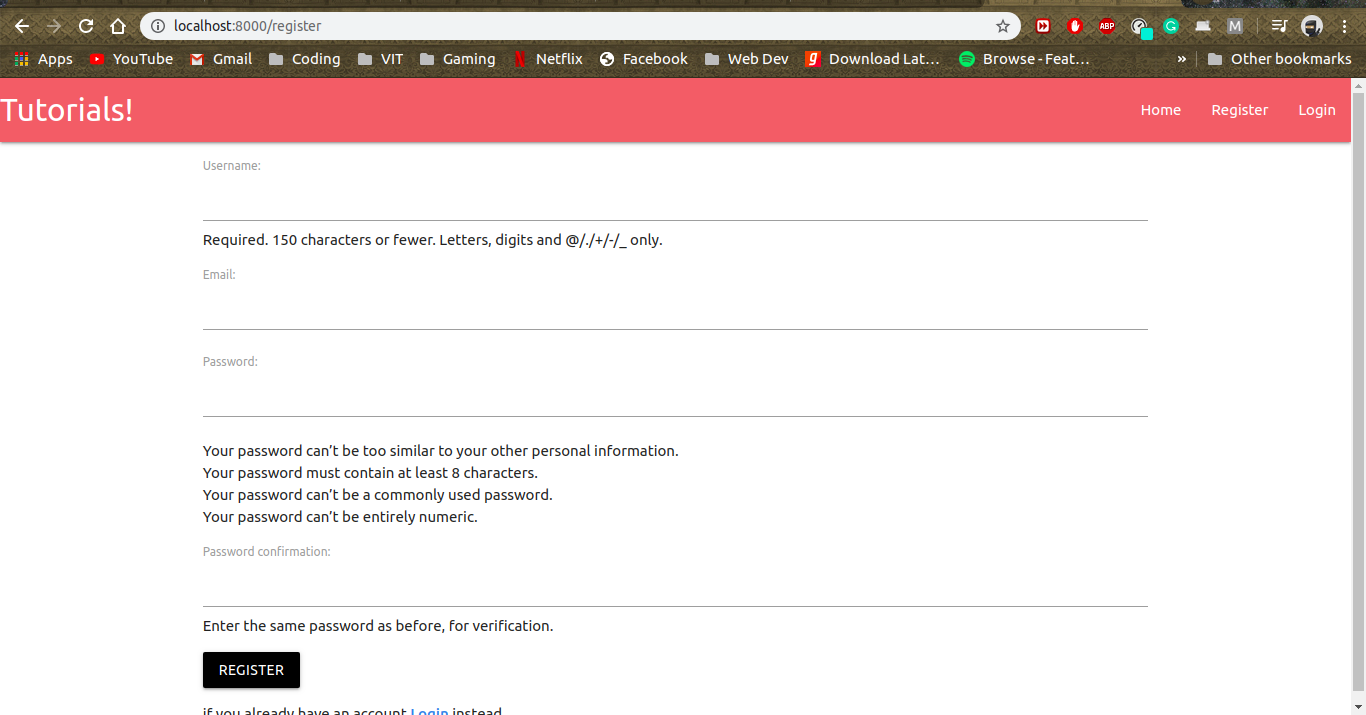 localhost:8000/register
ABP
G
M
Apps YouTube Gmail Coding VIT Gaming Netflix Facebook Web Dev Download Lat... Browse - Feat... » Other bookmarks
Tutorials! Home Register Login
Username:
Required. 150 characters or fewer. Letters, digits and @/./+/-/_ only.
Email:
Password:
Your password can’t be too similar to your other personal information.
Your password must contain at least 8 characters.
Your password can’t be a commonly used password.
Your password can’t be entirely numeric.
Password confirmation:
Enter the same password as before, for verification.
REGISTER
if you already have an account Login instead